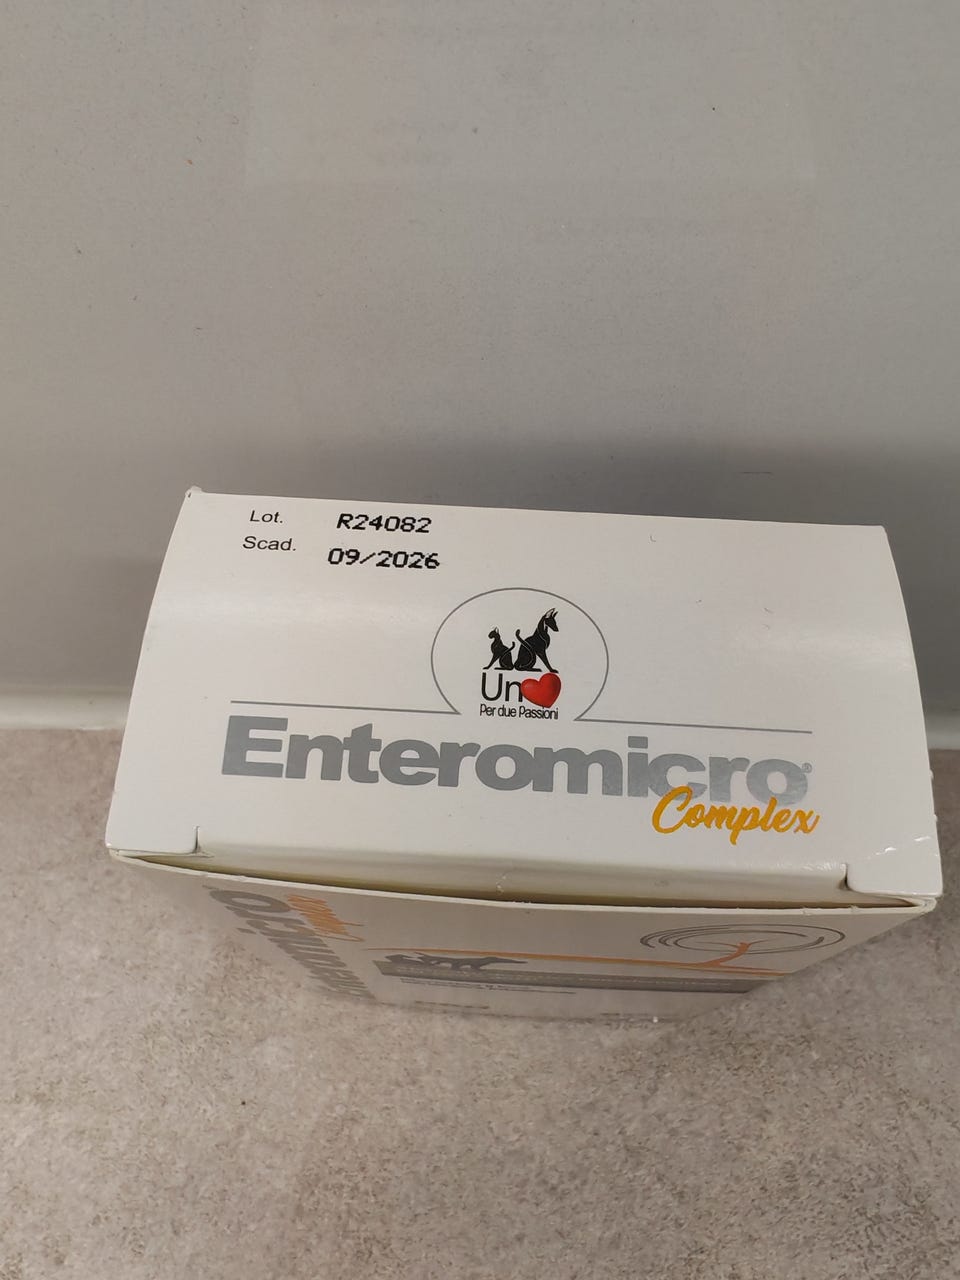 Lot. R24082
Scad. 09/2026
Un
Per due Passioni
Enteromicro®
Complex